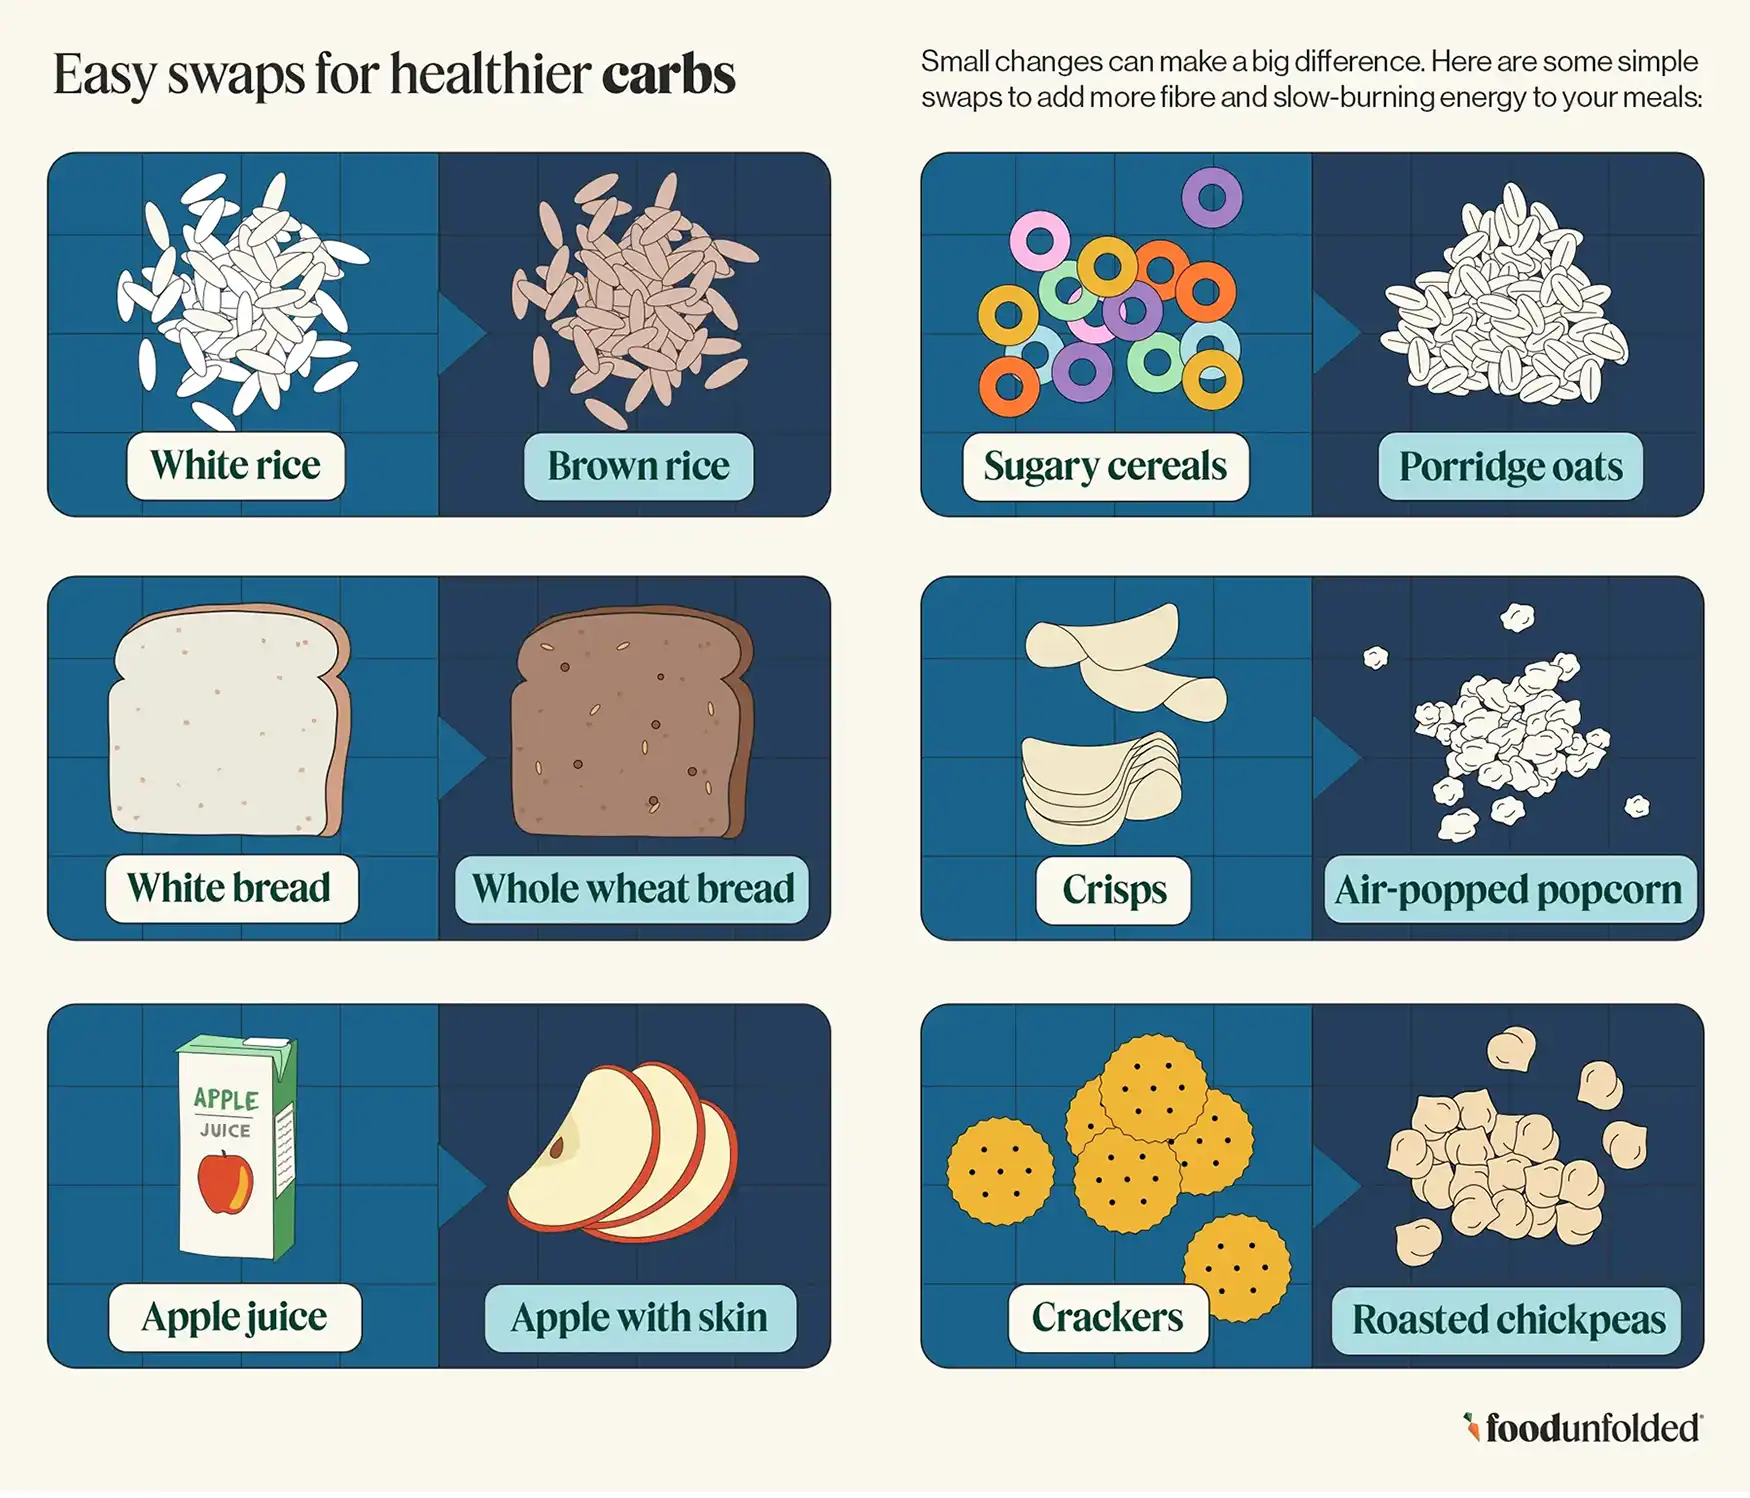 Easy swaps for healthier carbs
Small changes can make a big difference. Here are some simple
swaps to add more fibre and slow-burning energy to your meals:
White rice
Brown rice
Sugary cereals
Porridge oats
White bread
Whole wheat bread
Crisps
Air-popped popcorn
APPLE
JUICE
Apple juice
Apple with skin
Crackers
Roasted chickpeas
foodunfolded